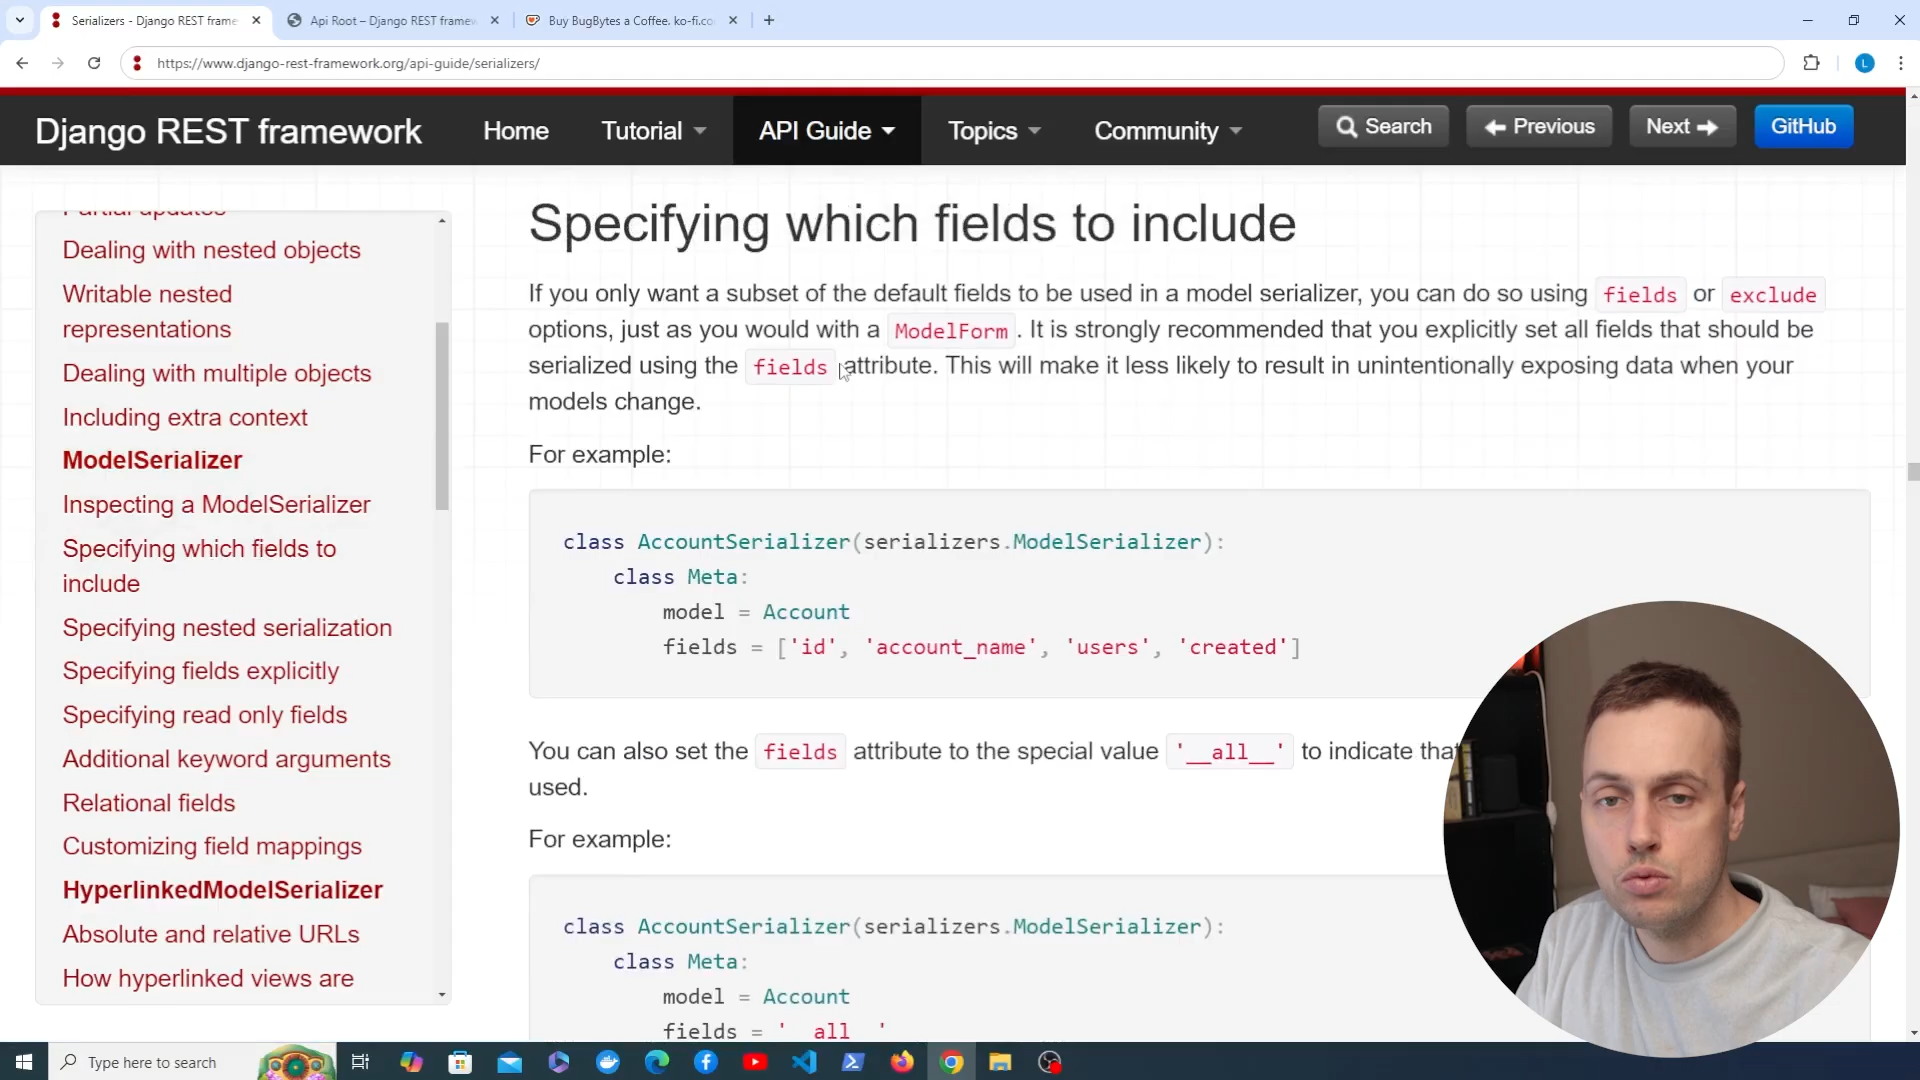 Serializers - Django REST frame
Api Root – Django REST framew
Buy BugBytes a Coffee. ko-fi.co
https://www.django-rest-framework.org/api-guide/serializers/
L
Django REST framework
Home
Tutorial
API Guide
Topics
Community
Search
Previous
Next
GitHub
Partial updates
Dealing with nested objects
Writable nested
representations
Dealing with multiple objects
Including extra context
ModelSerializer
Inspecting a ModelSerializer
Specifying which fields to
include
Specifying nested serialization
Specifying fields explicitly
Specifying read only fields
Additional keyword arguments
Relational fields
Customizing field mappings
HyperlinkedModelSerializer
Absolute and relative URLs
How hyperlinked views are
Specifying which fields to include
If you only want a subset of the default fields to be used in a model serializer, you can do so using fields or exclude
options, just as you would with a ModelForm. It is strongly recommended that you explicitly set all fields that should be
serialized using the fields attribute. This will make it less likely to result in unintentionally exposing data when your
models change.
For example:
class AccountSerializer(serializers.ModelSerializer):
class Meta:
model = Account
fields = ['id', 'account_name', 'users', 'created']
You can also set the fields attribute to the special value '__all__' to indicate that
used.
For example:
class AccountSerializer(serializers.ModelSerializer):
class Meta:
model = Account
fields = '__all__'
Type here to search